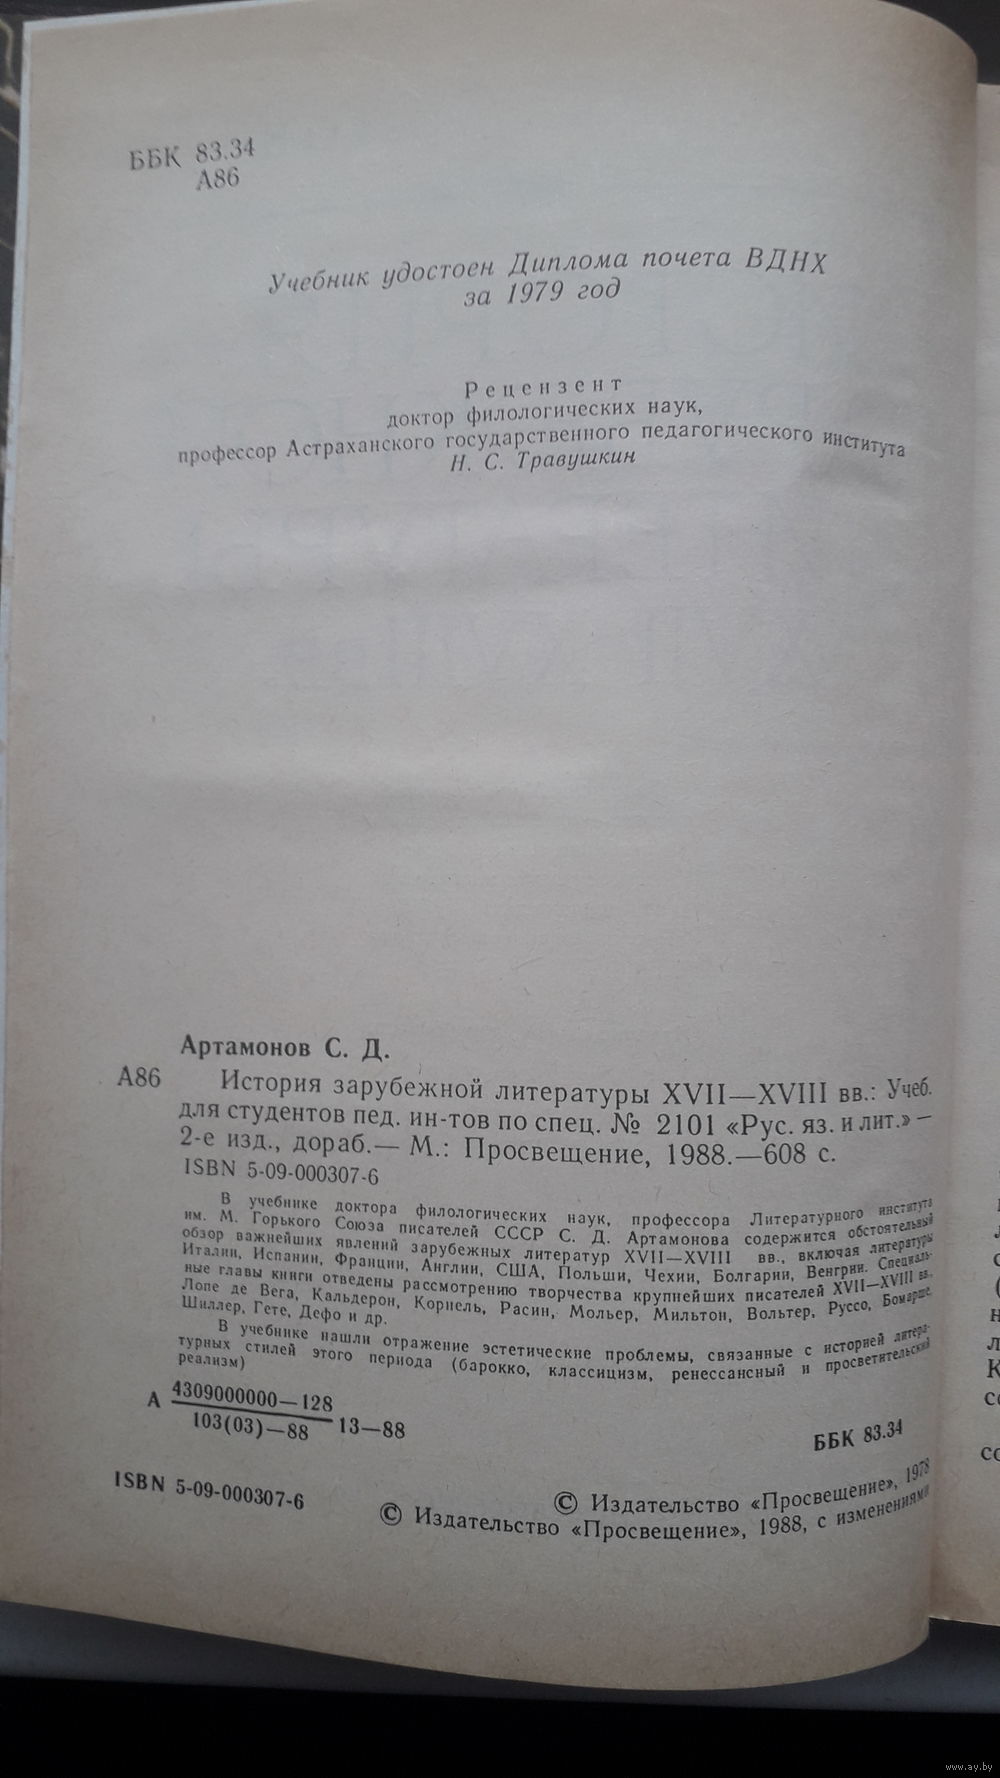 ББК 83.34
А86
Учебник удостоен Диплома почета ВДНХ
за 1979 год
Рецензент
доктор филологических наук,
профессор Астраханского государственного педагогического института
Н. С. Травушкин
Артамонов С. Д.
А86 История зарубежной литературы XVII—XVIII вв.: Учеб.
для студентов пед. ин-тов по спец. № 2101 «Рус. яз. и лит.» —
2-е изд., дораб.— М.: Просвещение, 1988.—608 с.
ISBN 5-09-000307-6
В учебнике доктора филологических наук, профессора Литературного института
им. М. Горького Союза писателей СССР С. Д. Артамонова содержится обстоятельный
обзор важнейших явлений зарубежных литератур XVII—XVIII вв., включая литературы
Италии, Испании, Франции, Англии, США, Польши, Чехии, Болгарии, Венгрии. Специаль-
ные главы книги отведены рассмотрению творчества крупнейших писателей XVII—XVIII вв.
Лопе де Вега, Кальдерон, Корнель, Расин, Мольер, Мильтон, Вольтер, Руссо, Бомарше,
Шиллер, Гете, Дефо и др.
В учебнике нашли отражение эстетические проблемы, связанные с историей литера-
турных стилей этого периода (барокко, классицизм, ренессансный и просветительский
реализм)
А 4309000000—128
103(03)—88 13—88
ББК 83.34
ISBN 5-09-000307-6
© Издательство «Просвещение», 1978
© Издательство «Просвещение», 1988, с изменениями
www.ay.by